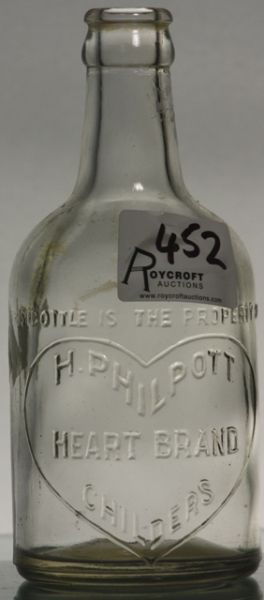 452
ROYCROFT
AUCTIONS
www.roycroftauctions.com
BOTTLE IS THE PROPERTY
H. PHILPOTT
HEART BRAND
CHILDERS